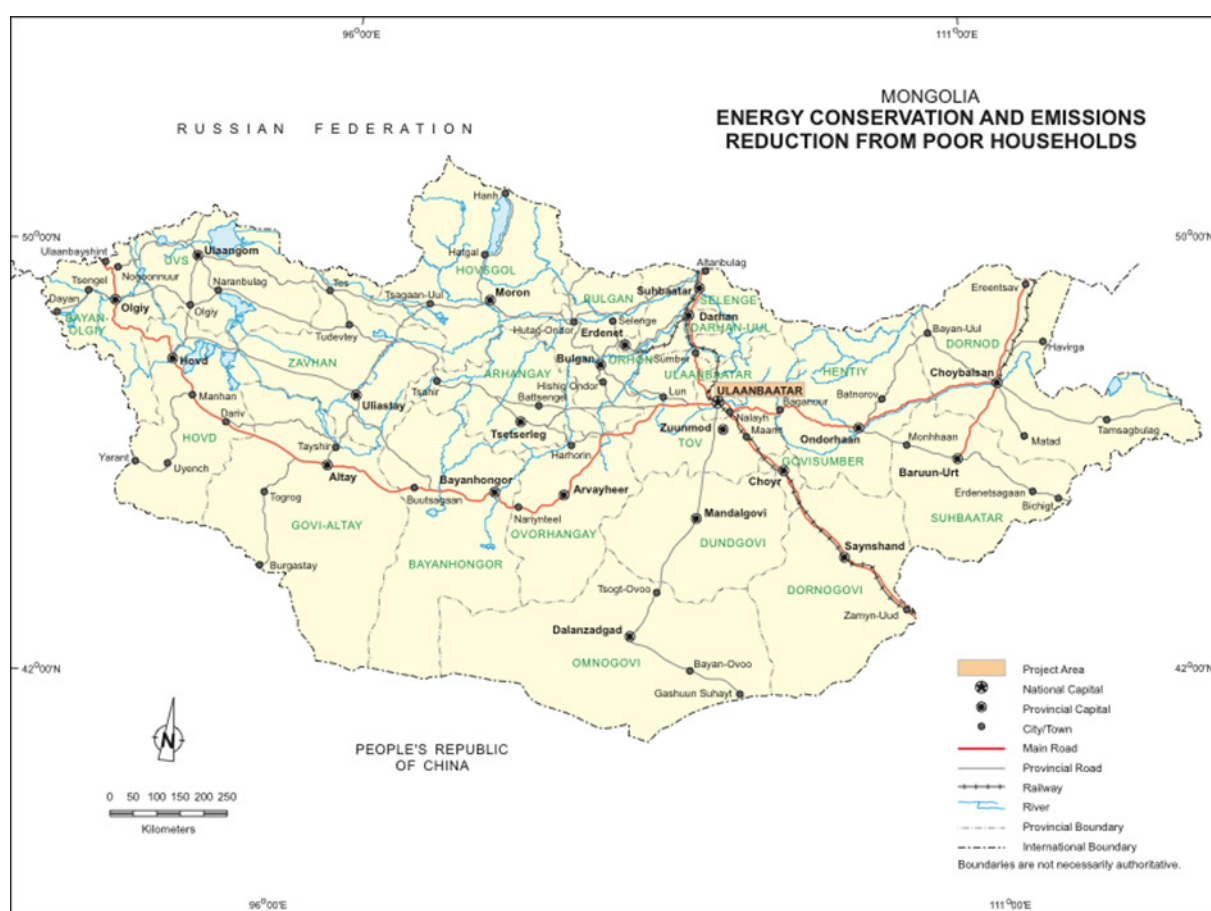 96°00'E
111°00'E
MONGOLIA
ENERGY CONSERVATION AND EMISSIONS
REDUCTION FROM POOR HOUSEHOLDS
RUSSIAN FEDERATION
Hanh
50°00'N
50°00'N
Ulaanbayshint
Ulaangom
Hatgal
Altanbulag
UVS
Nogoonnuur
HOVSGOL
Tsengel
Naranbulag
Tes
Suhbaatar
Ereentsav
Dayan
Olgiy
Olgiy
Tsagaan-Uul
Moron
BULGAN
SELENGE
BAYAN-
OLGIY
Darhan
Hutag-Ondor
Selenge
DARHAN-UUL
Bayan-Uul
Tudevtey
Erdenet
DORNOD
Havirga
Hovd
ZAVHAN
Bulgan
ORHON
Sumber
ULAANBAATAR
HENTIY
Choybalsan
ARHANGAY
Tsahir
Hishig Ondor
Manhan
Uliastay
Battsengel
Lun
ULAANBAATAR
Batnorov
Baganuur
Dariv
Nalayh
Tsetserleg
Zuunmod
Maant
Ondorhaan
Tamsagbulag
HOVD
Tayshir
Harhorin
TOV
Monhhaan
Matad
Yarant
Uyench
Altay
GOVISUMBER
Baruun-Urt
Bayanhongor
Choyr
Buutsagaan
Arvayheer
Erdenetsagaan
Togrog
Nariynteel
Bichigt
GOVI-ALTAY
Mandalgovi
SUHBAATAR
OVORHANGAY
DUNDGOVI
BAYANHONGOR
Saynshand
Burgastay
Tsogt-Ovoo
DORNOGOVI
Zamyn-Uud
Dalanzadgad
OMNOGOVI
Bayan-Ovoo
42°00'N
42°00'N
Gashuun Suhayt
Project Area
National Capital
Provincial Capital
City/Town
Main Road
Provincial Road
Railway
River
Provincial Boundary
International Boundary
Boundaries are not necessarily authoritative.
N
PEOPLE'S REPUBLIC
OF CHINA
0 50 100 150 200 250
Kilometers
96°00'E
111°00'E